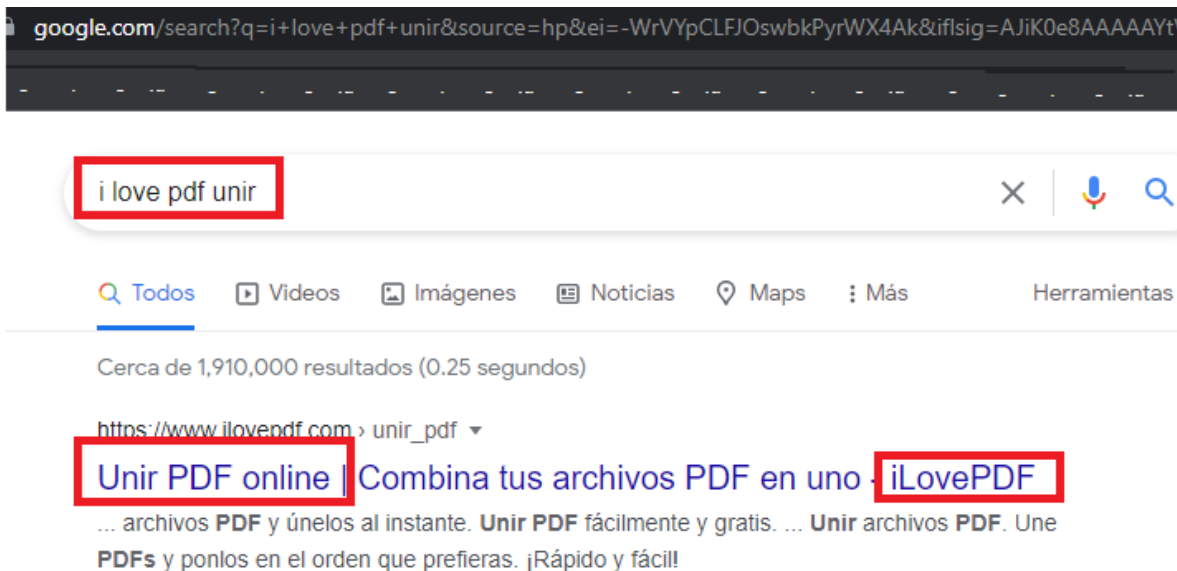 google.com/search?q=i+love+pdf+unir&source=hp&ei=-WrVYpCLFJOswbkPyrWX4Ak&iflsig=AJiK0e8AAAAAYt
i love pdf unir
Todos Videos Imágenes Noticias Maps Más Herramientas
Cerca de 1,910,000 resultados (0.25 segundos)
https://www.ilovepdf.com › unir_pdf
Unir PDF online | Combina tus archivos PDF en uno - iLovePDF
... archivos PDF y únelos al instante. Unir PDF fácilmente y gratis. ... Unir archivos PDF. Une
PDFs y ponlos en el orden que prefieras. ¡Rápido y fácil!